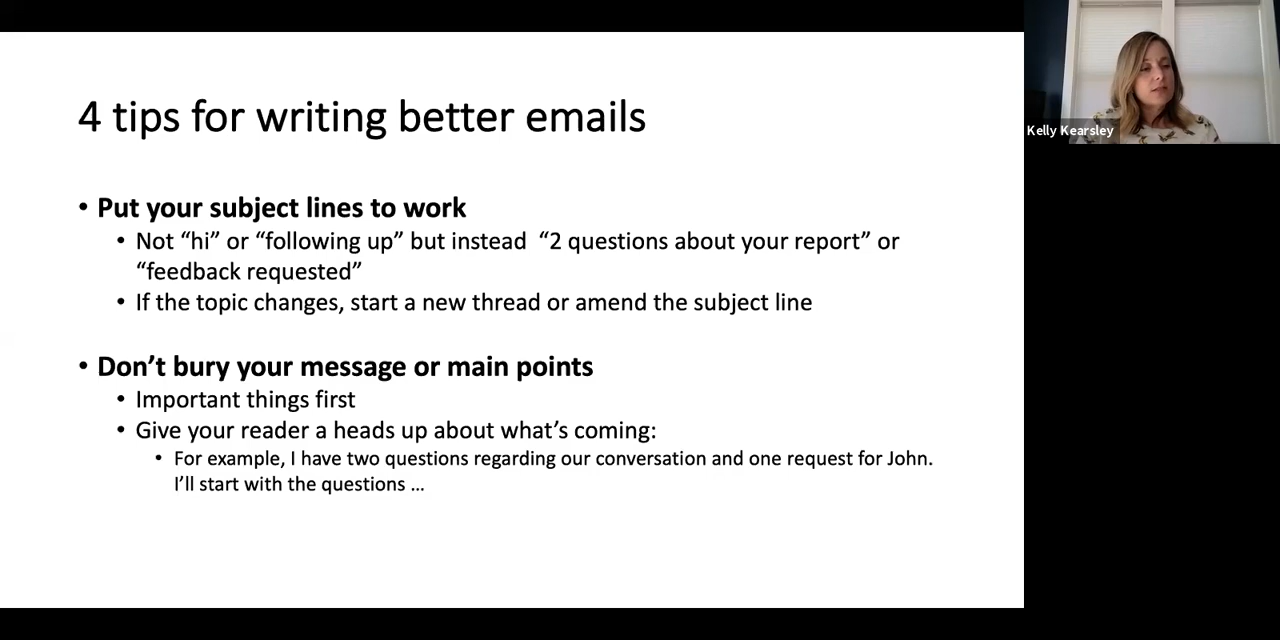 4 tips for writing better emails
• Put your subject lines to work
• Not “hi” or “following up” but instead  “2 questions about your report” or
“feedback requested”
• If the topic changes, start a new thread or amend the subject line
• Don’t bury your message or main points
• Important things first
• Give your reader a heads up about what’s coming:
• For example, I have two questions regarding our conversation and one request for John.
I’ll start with the questions …
Kelly Kearsley